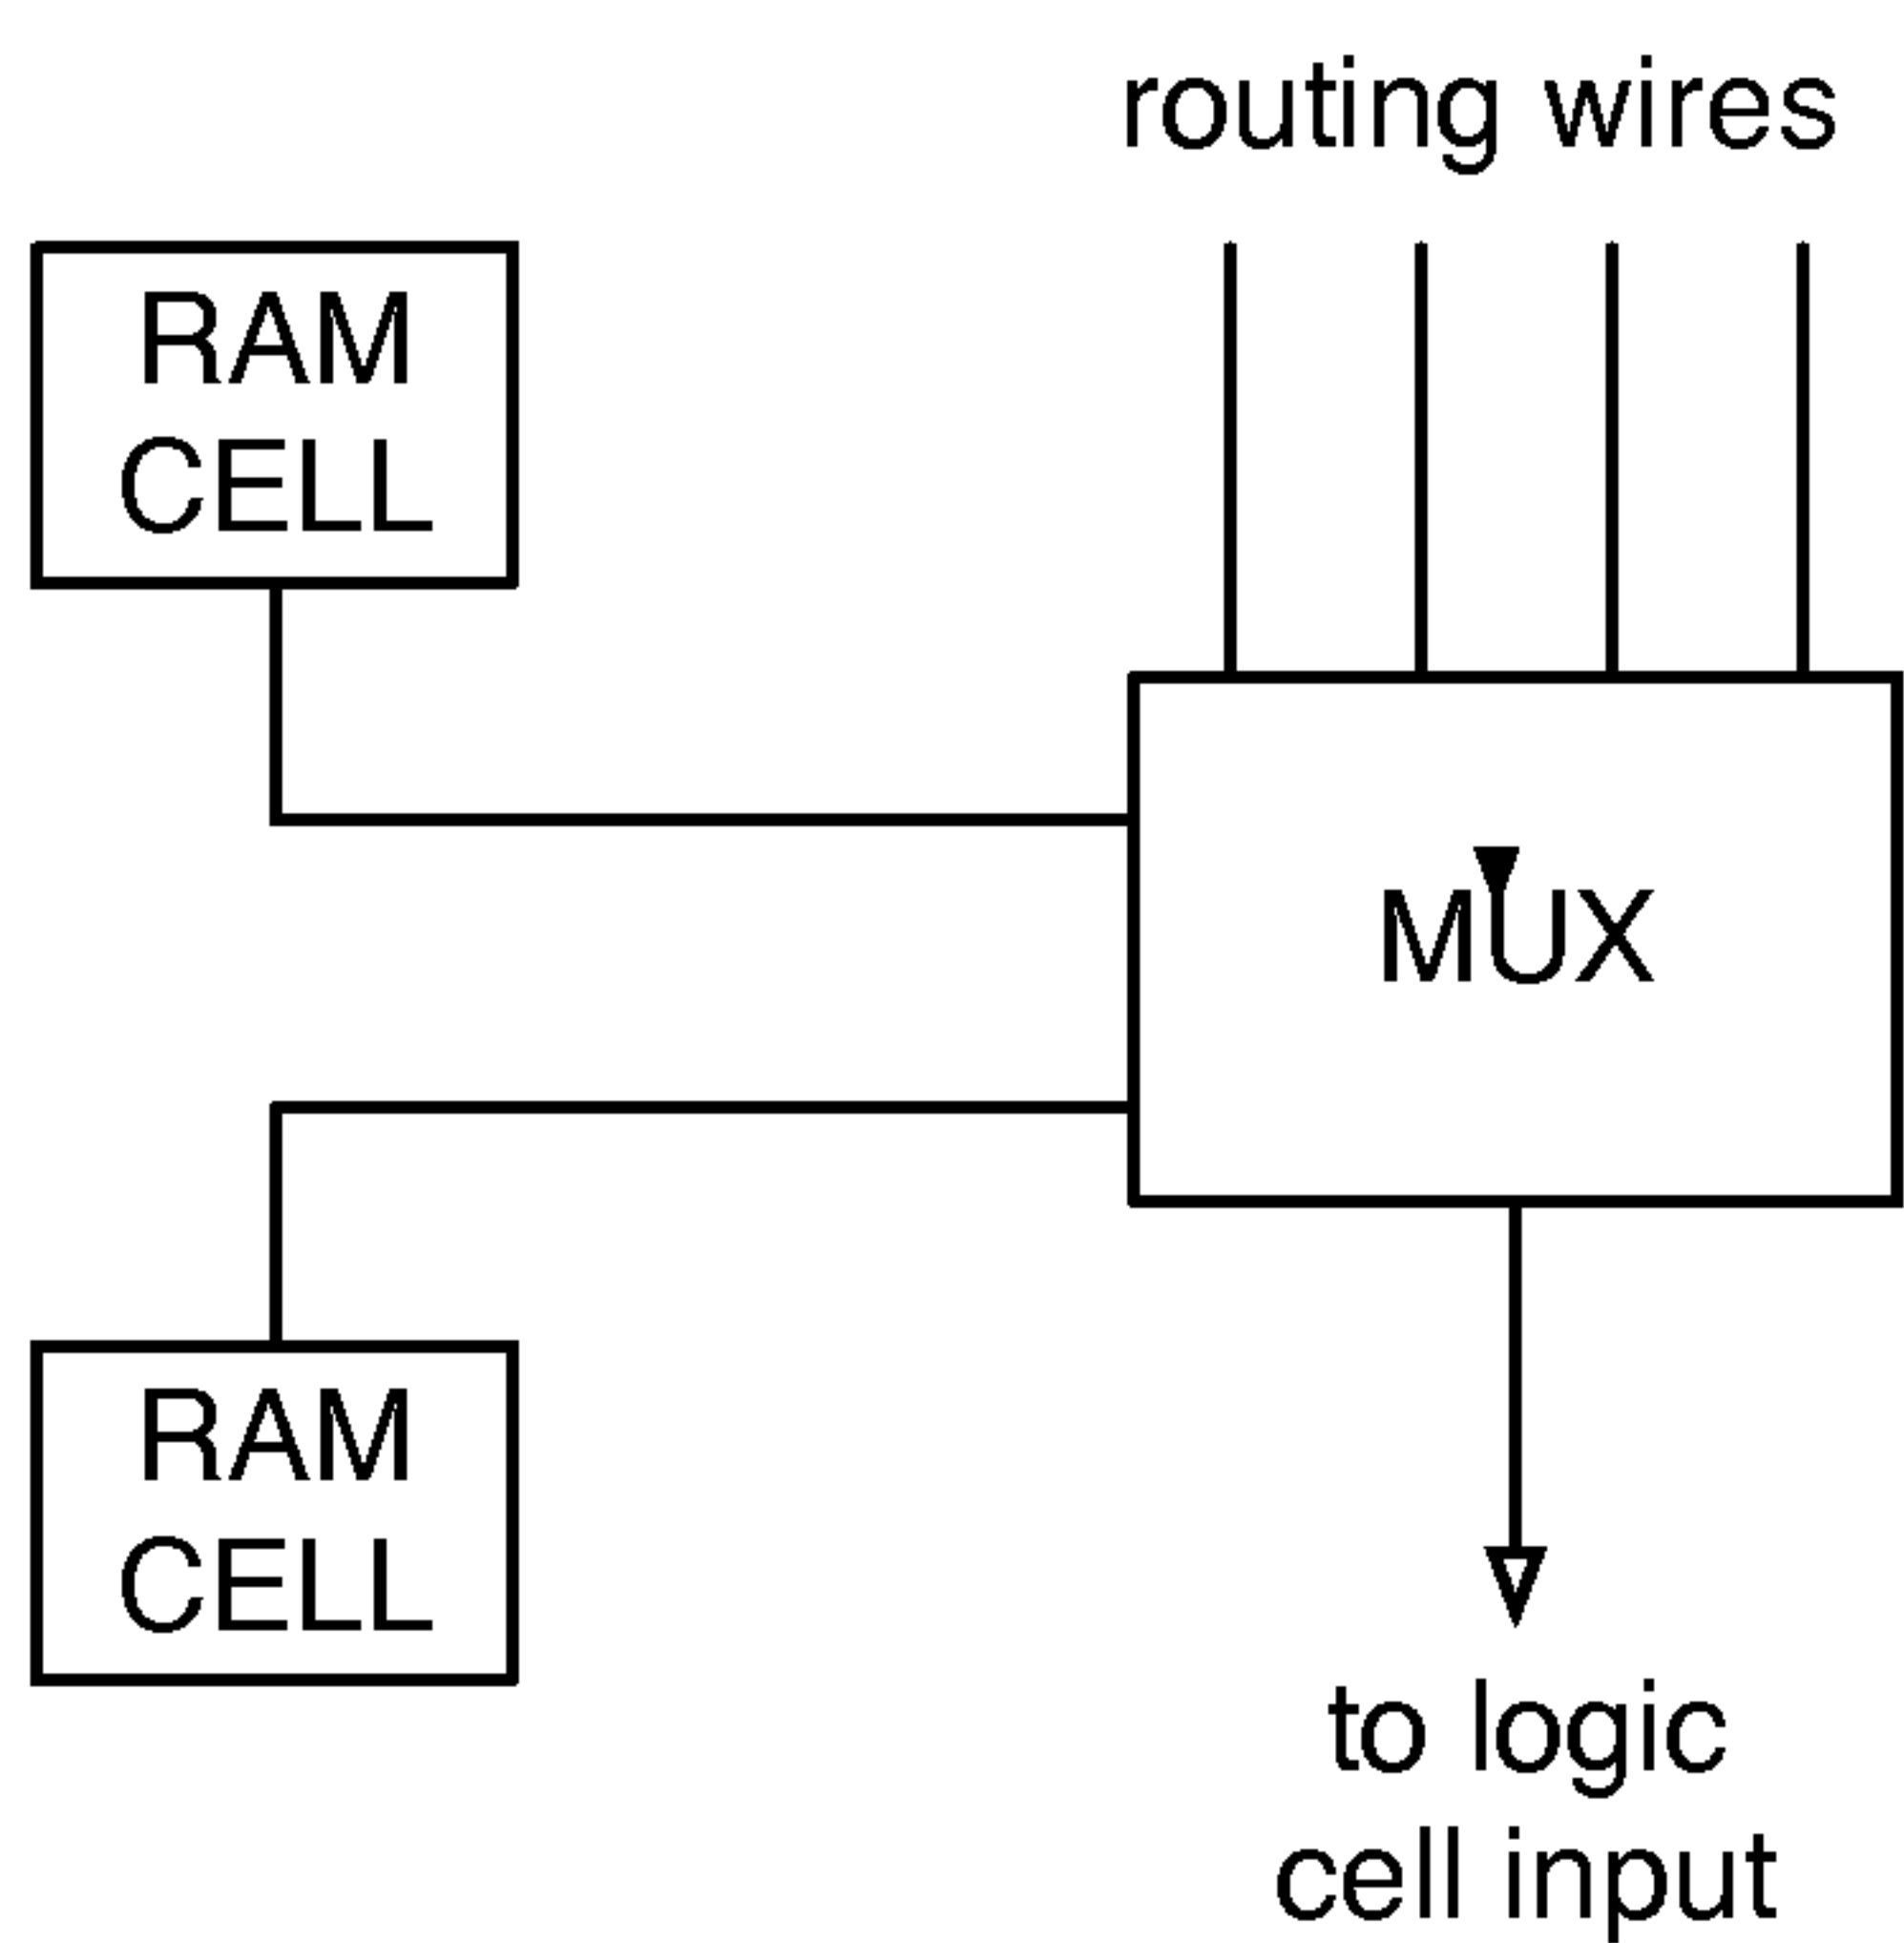 routing wires
RAM
CELL
MUX
RAM
CELL
to logic
cell input